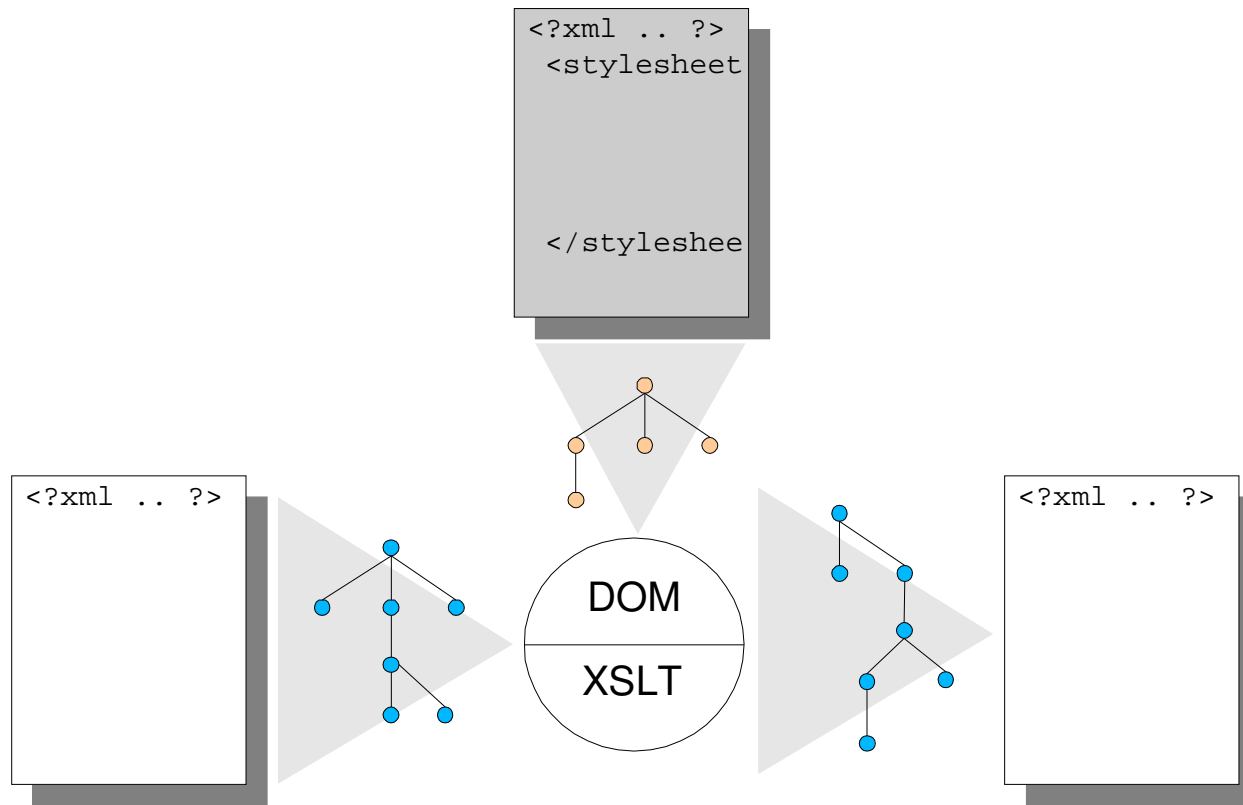 <?xml .. ?>
<stylesheet
</styleshee
<?xml .. ?>
<?xml .. ?>
DOM
XSLT